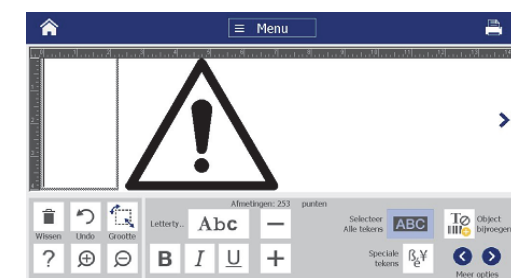 Menu
Afmetingen: 253 punten
Wissen
Undo
Grootte
Letterty..
Abc
Selecteer
Alle tekens
ABC
Object
bijvoegen
?
B
I
U
Speciale
tekens
Meer opties